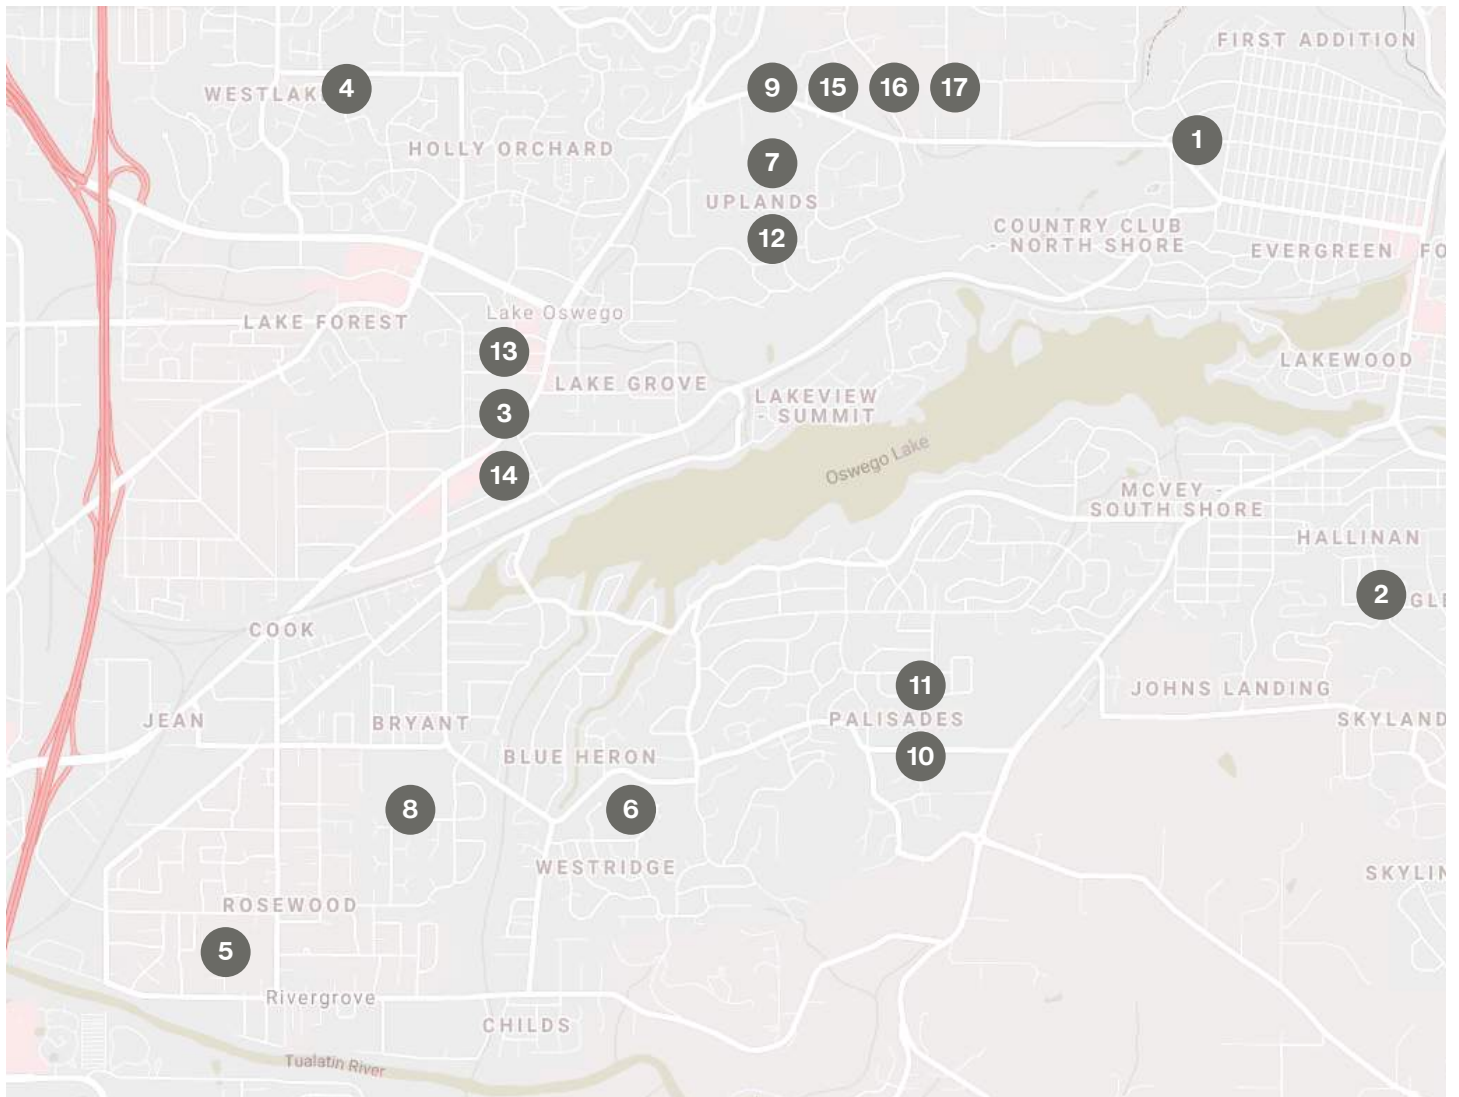 FIRST ADDITION
WESTLAK
4
9
15
16
17
HOLLY ORCHARD
1
7
UPLANDS
12
COUNTRY CLUB
- NORTH SHORE
EVERGREEN
FO
Lake Oswego
LAKE FOREST
13
LAKEWOOD
LAKE GROVE
3
LAKEVIEW
- SUMMIT
Oswego Lake
14
MCVEY -
SOUTH SHORE
HALLINAN
2
GLE
COOK
11
JOHNS LANDING
JEAN
BRYANT
PALISADES
SKYLAND
BLUE HERON
10
8
6
WESTRIDGE
SKYLIN
ROSEWOOD
5
Rivergrove
CHILDS
Tualatin River